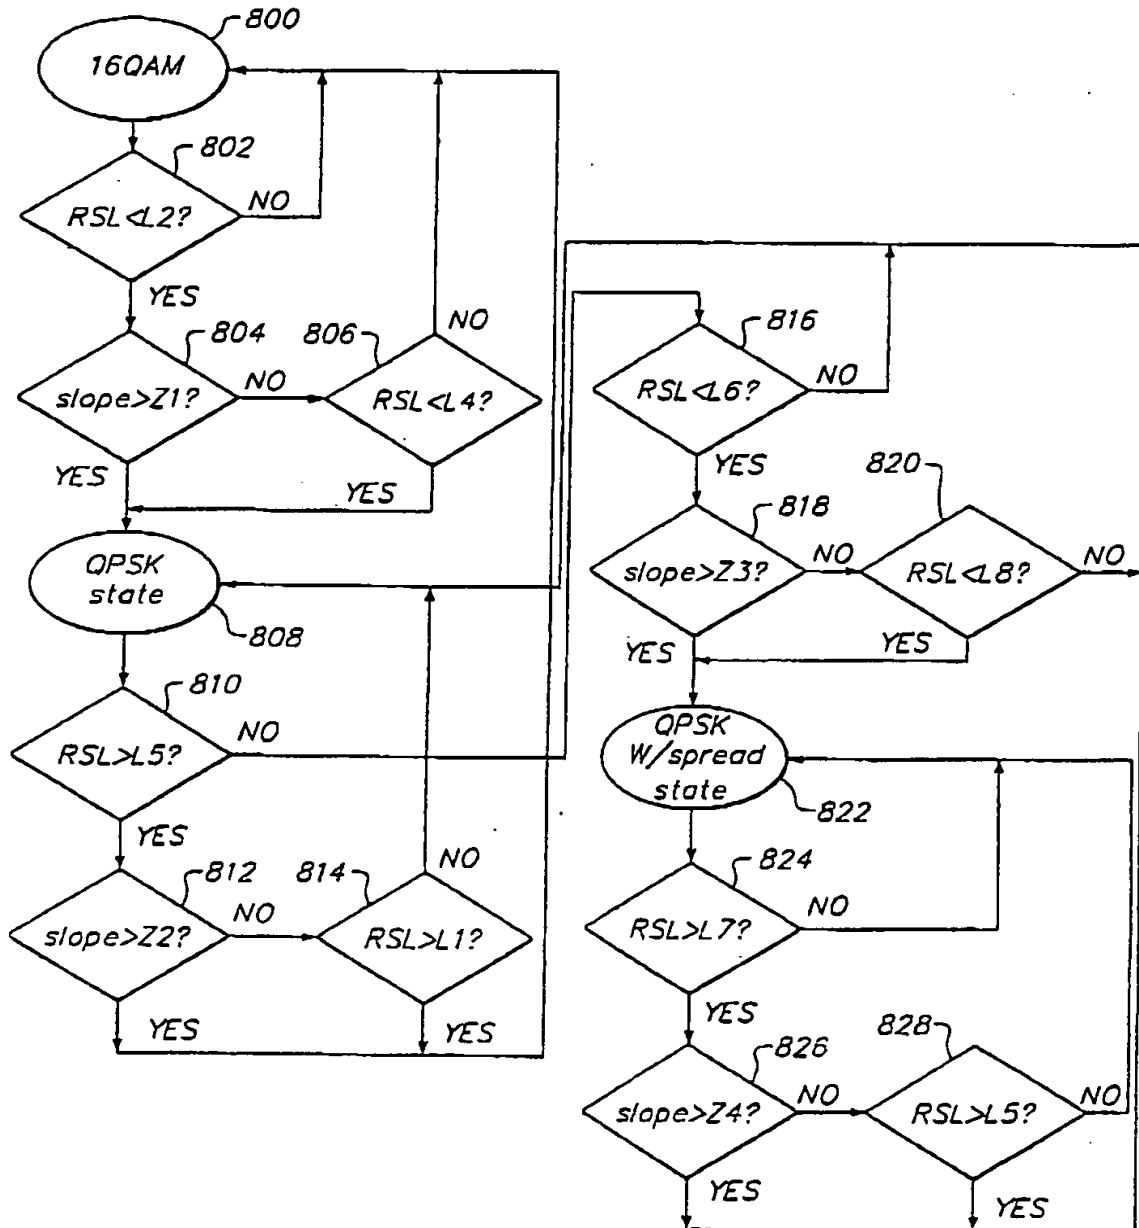 800
16QAM
802
RSL<L2?
NO
YES
804
slope>Z1?
NO
806
RSL<L4?
NO
YES
YES
QPSK
state
808
810
RSL>L5?
NO
YES
812
slope>Z2?
NO
814
RSL>L1?
NO
YES
YES
816
RSL<L6?
NO
YES
818
slope>Z3?
NO
820
RSL<L8?
NO
YES
YES
QPSK
W/spread
state
822
824
RSL>L7?
NO
YES
826
slope>Z4?
NO
828
RSL>L5?
NO
YES
YES